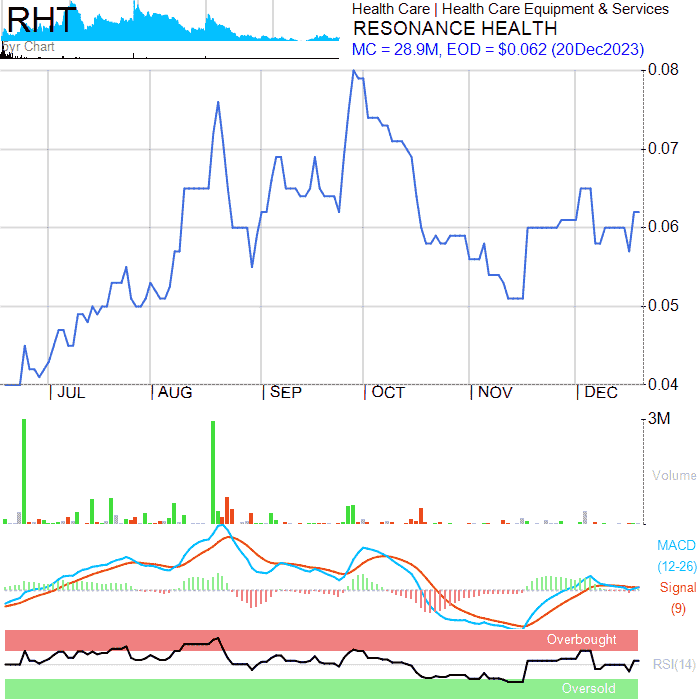 RHT
5yr Chart
Health Care | Health Care Equipment & Services
RESONANCE HEALTH
MC = 28.9M, EOD = $0.062 (20Dec2023)
0.08
0.07
0.06
0.05
0.04
JUL AUG SEP OCT NOV DEC
3M
Volume
MACD
(12-26)
Signal
(9)
Overbought
RSI(14)
Oversold